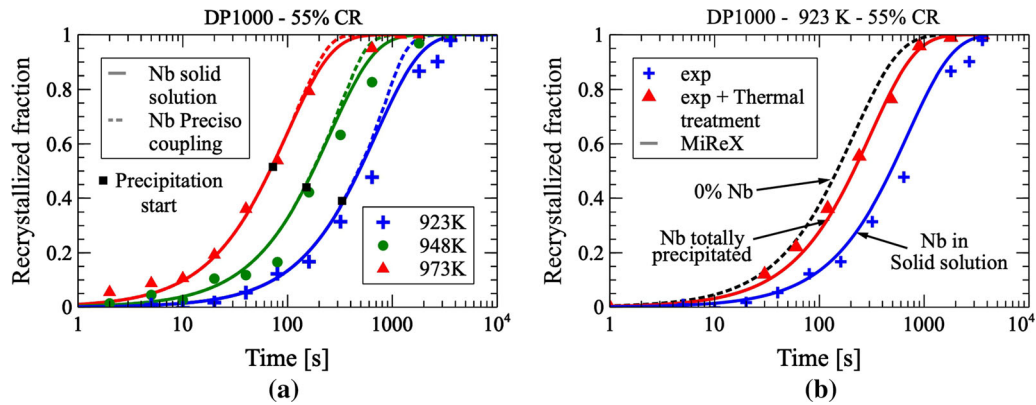 DP1000 - 55% CR
Recrystallized fraction
1
0.8
0.6
0.4
0.2
0
Nb solid
solution
Nb Preciso
coupling
Precipitation
start
923K
948K
973K
1
10
100
1000
10⁴
Time [s]
(a)
DP1000 - 923 K - 55% CR
Recrystallized fraction
1
0.8
0.6
0.4
0.2
0
exp
exp + Thermal
treatment
MiReX
0% Nb
Nb totally
precipitated
Nb in
Solid solution
1
10
100
1000
10⁴
Time [s]
(b)